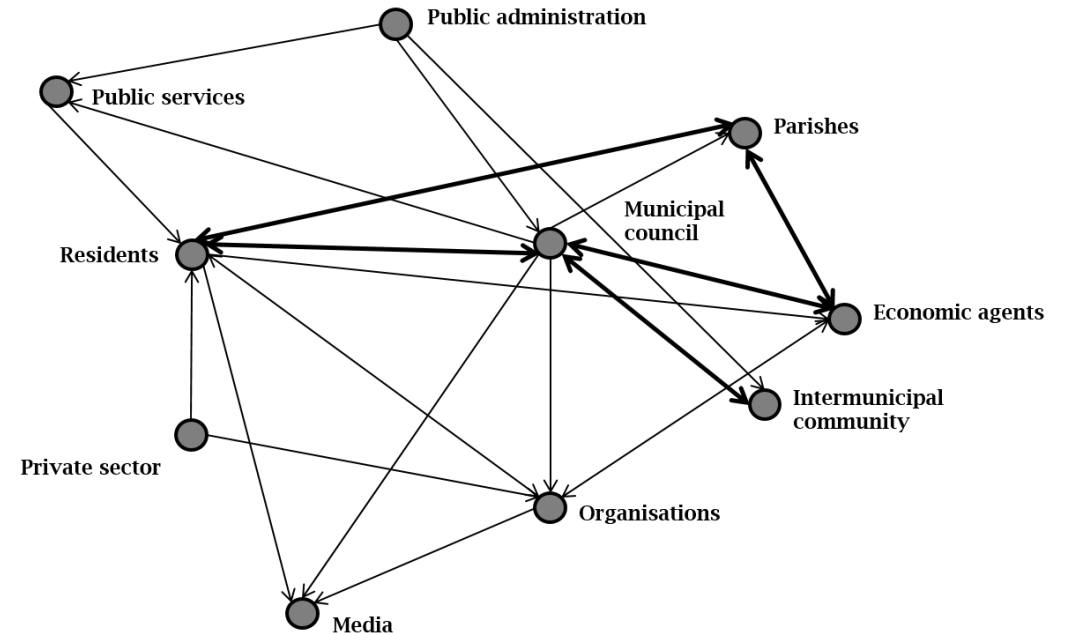 Public administration
Public services
Parishes
Municipal
council
Residents
Economic agents
Intermunicipal
community
Private sector
Organisations
Media